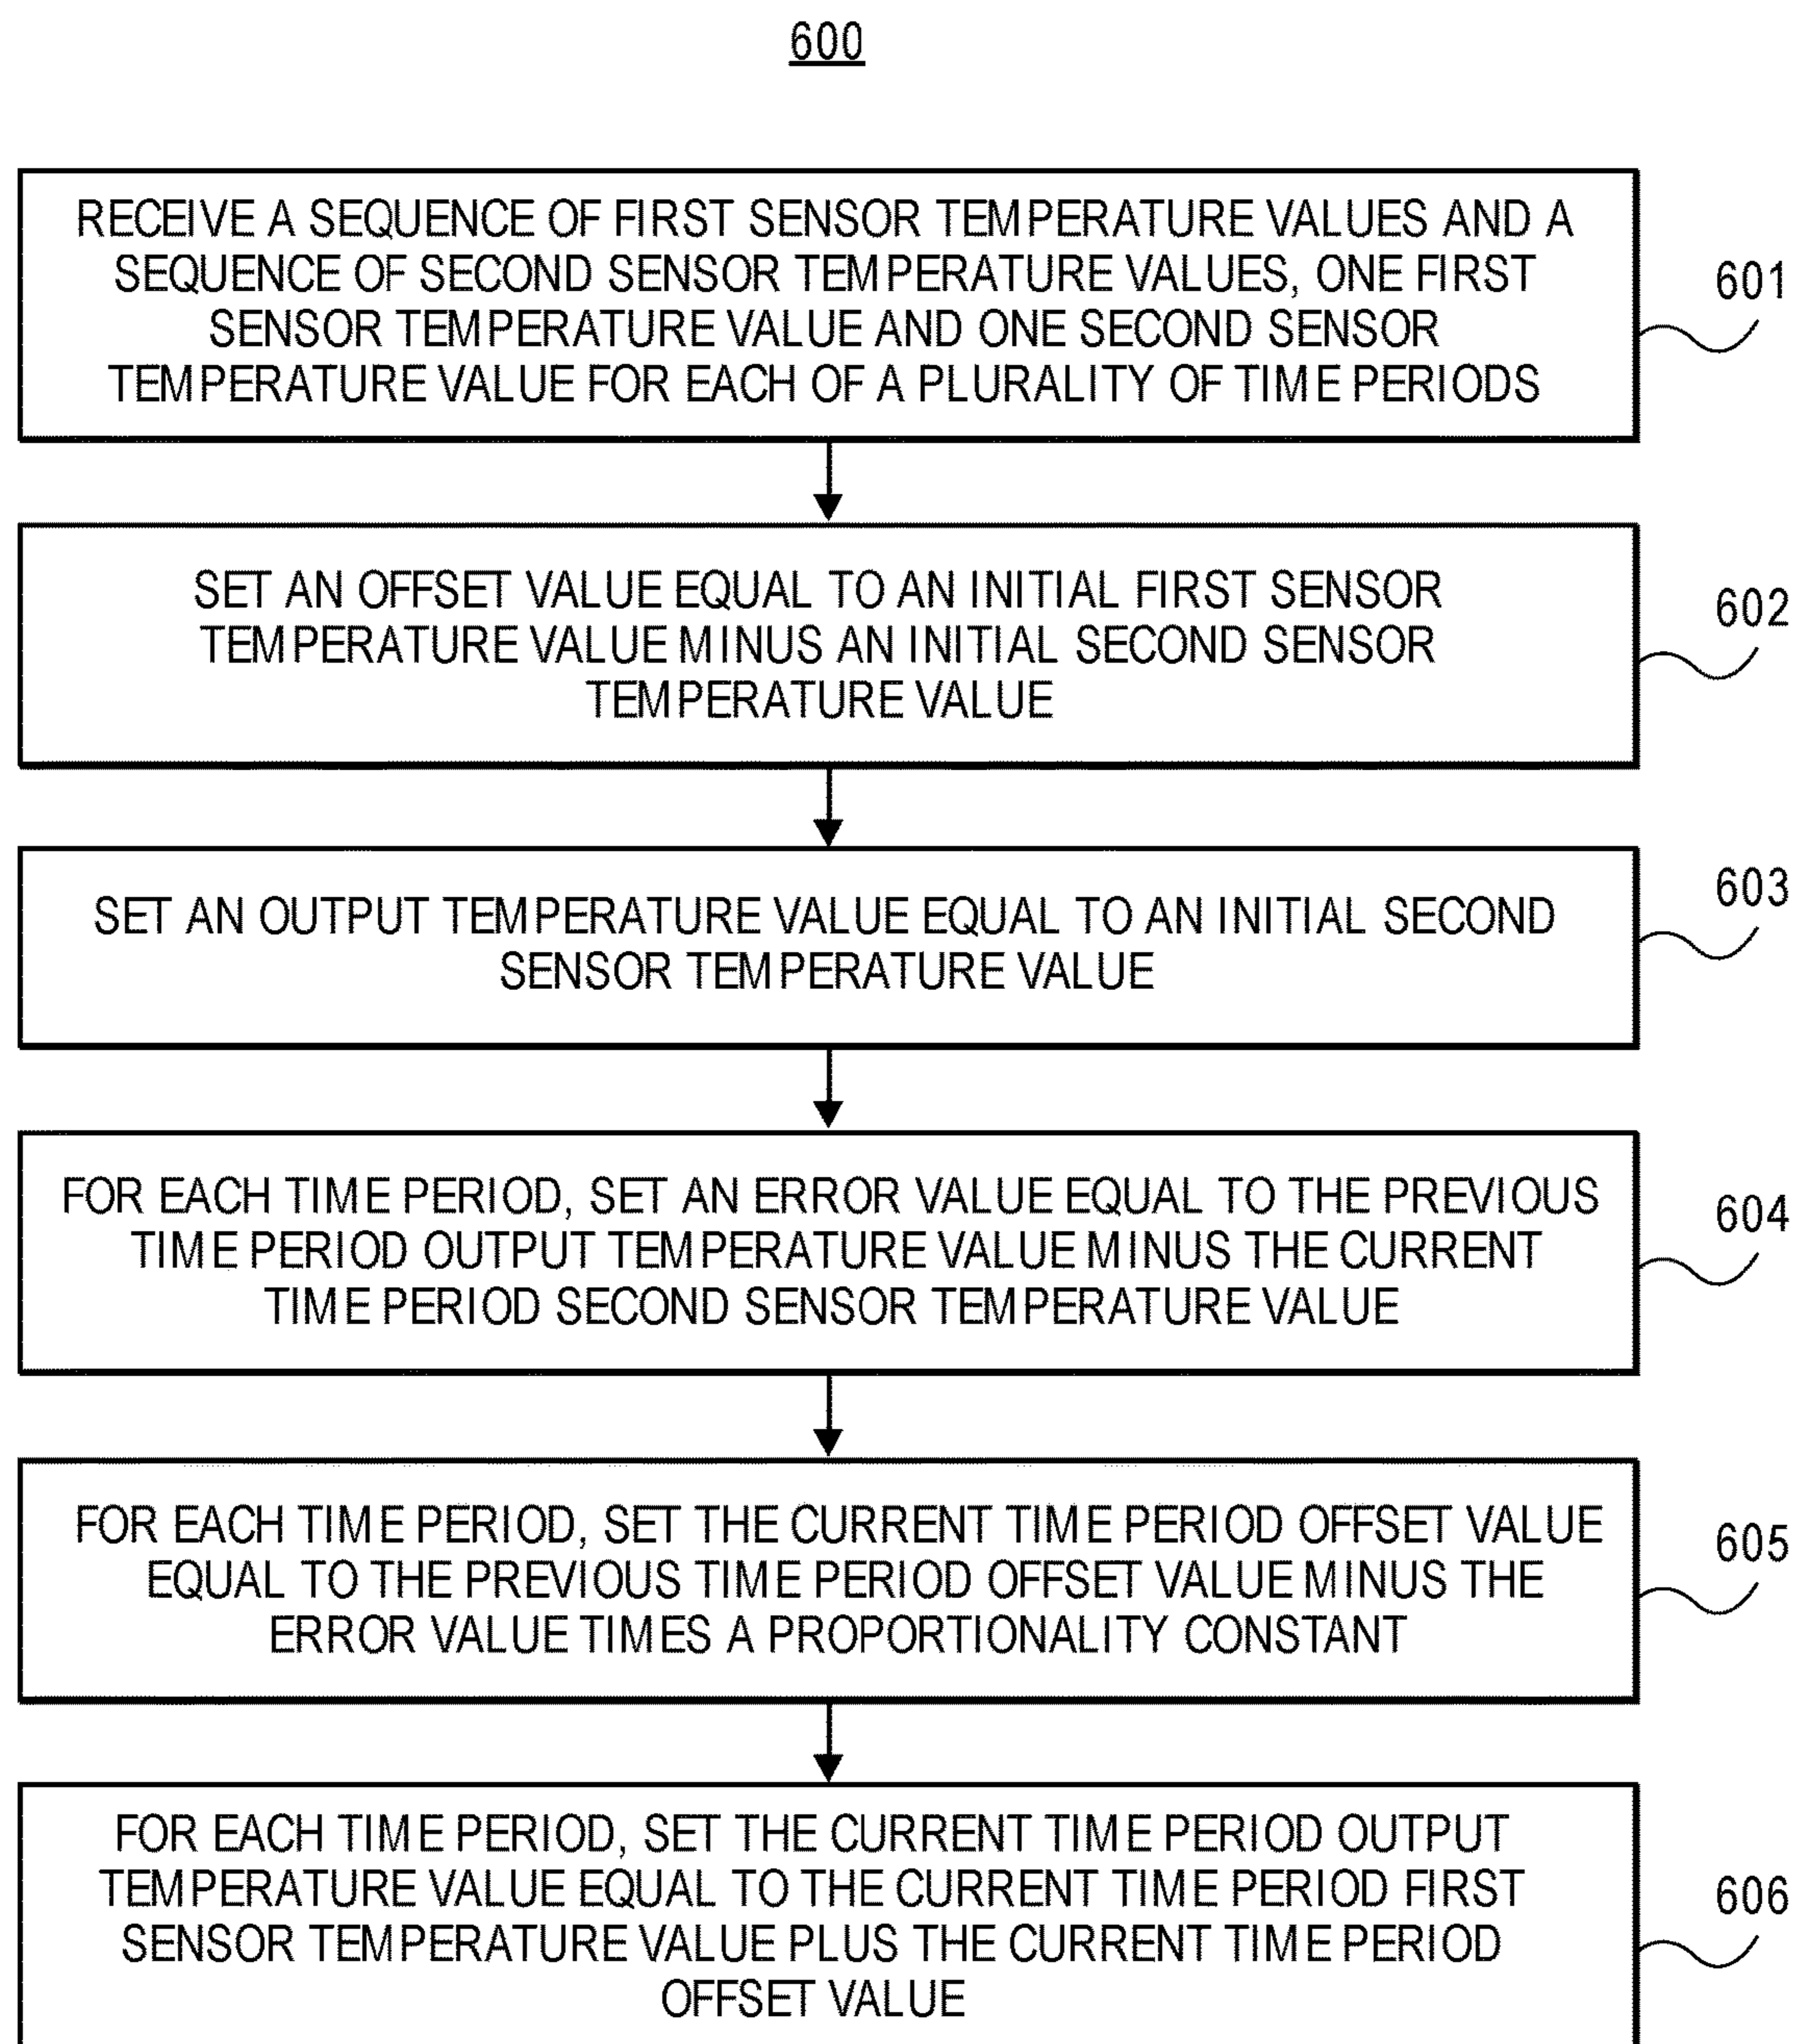 600
RECEIVE A SEQUENCE OF FIRST SENSOR TEMPERATURE VALUES AND A
SEQUENCE OF SECOND SENSOR TEMPERATURE VALUES, ONE FIRST
SENSOR TEMPERATURE VALUE AND ONE SECOND SENSOR
TEMPERATURE VALUE FOR EACH OF A PLURALITY OF TIME PERIODS
601
SET AN OFFSET VALUE EQUAL TO AN INITIAL FIRST SENSOR
TEMPERATURE VALUE MINUS AN INITIAL SECOND SENSOR
TEMPERATURE VALUE
602
SET AN OUTPUT TEMPERATURE VALUE EQUAL TO AN INITIAL SECOND
SENSOR TEMPERATURE VALUE
603
FOR EACH TIME PERIOD, SET AN ERROR VALUE EQUAL TO THE PREVIOUS
TIME PERIOD OUTPUT TEMPERATURE VALUE MINUS THE CURRENT
TIME PERIOD SECOND SENSOR TEMPERATURE VALUE
604
FOR EACH TIME PERIOD, SET THE CURRENT TIME PERIOD OFFSET VALUE
EQUAL TO THE PREVIOUS TIME PERIOD OFFSET VALUE MINUS THE
ERROR VALUE TIMES A PROPORTIONALITY CONSTANT
605
FOR EACH TIME PERIOD, SET THE CURRENT TIME PERIOD OUTPUT
TEMPERATURE VALUE EQUAL TO THE CURRENT TIME PERIOD FIRST
SENSOR TEMPERATURE VALUE PLUS THE CURRENT TIME PERIOD
OFFSET VALUE
606